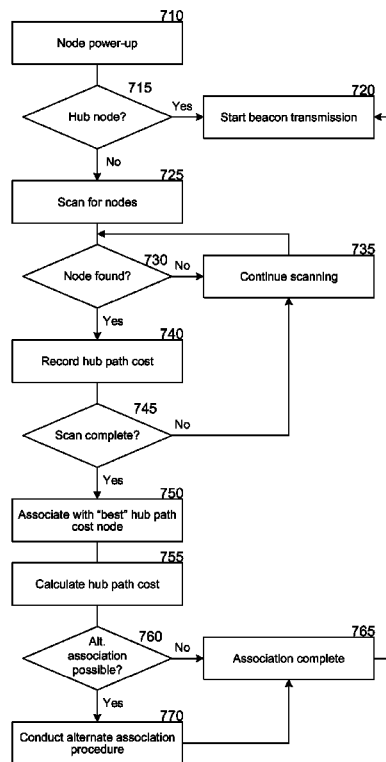 710
Node power-up
715
Hub node?
Yes
720
Start beacon transmission
No
725
Scan for nodes
730
Node found?
No
735
Continue scanning
Yes
740
Record hub path cost
745
Scan complete?
No
Yes
750
Associate with "best" hub path
cost node
755
Calculate hub path cost
760
Alt.
association
possible?
No
765
Association complete
Yes
770
Conduct alternate association
procedure